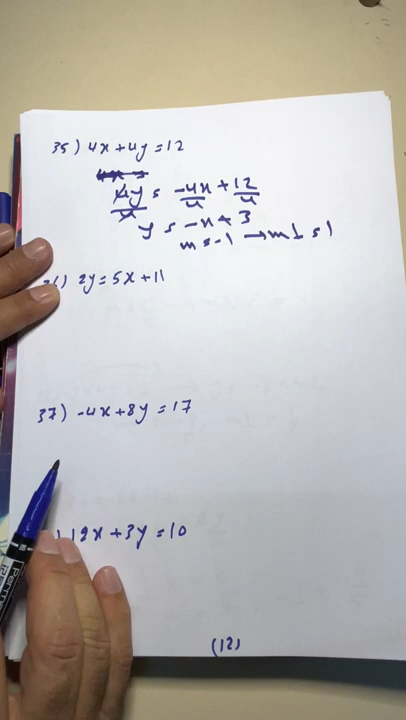 35) 4x+4y=12
4y = -4x+12
4 4 4
y = -x+3
m=-1 → m⊥=1
36) 2y=5x+11
37) -4x+8y=17
) 12x+3y=10
(12)